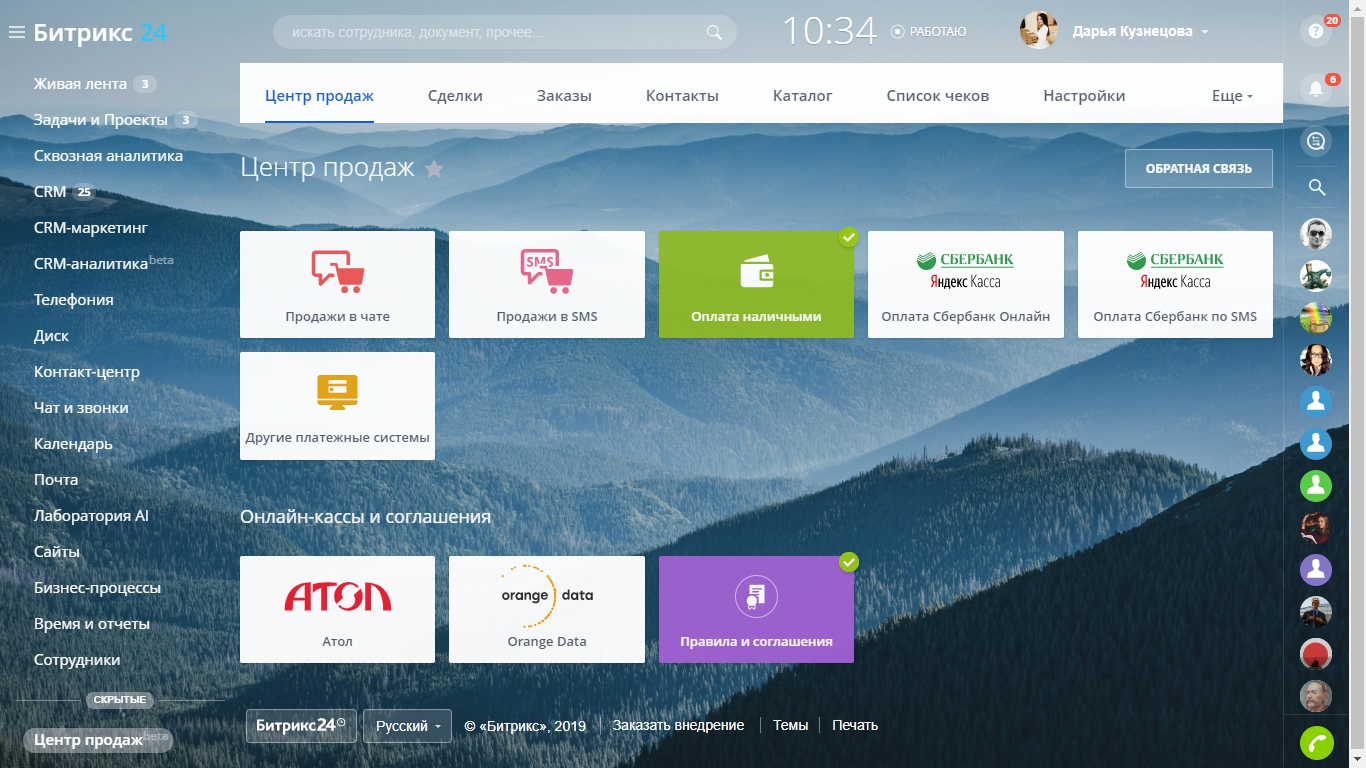 Битрикс 24
искать сотрудника, документ, прочее...
10:34
РАБОТАЮ
Дарья Кузнецова
20
6
Живая лента 3
Задачи и Проекты 3
Сквозная аналитика
CRM 25
CRM-маркетинг
CRM-аналитика beta
Телефония
Диск
Контакт-центр
Чат и звонки
Календарь
Почта
Лаборатория AI
Сайты
Бизнес-процессы
Время и отчеты
Сотрудники
СКРЫТЫЕ
Центр продаж beta
Центр продаж
Сделки
Заказы
Контакты
Каталог
Список чеков
Настройки
Еще
Центр продаж
ОБРАТНАЯ СВЯЗЬ
Продажи в чате
SMS
Продажи в SMS
Оплата наличными
СБЕРБАНК
Яндекс Касса
Оплата Сбербанк Онлайн
СБЕРБАНК
Яндекс Касса
Оплата Сбербанк по SMS
Другие платежные системы
Онлайн-кассы и соглашения
АТОЛ
Атол
orange data
Orange Data
Правила и соглашения
Битрикс24
Русский
© «Битрикс», 2019
Заказать внедрение
Темы
Печать